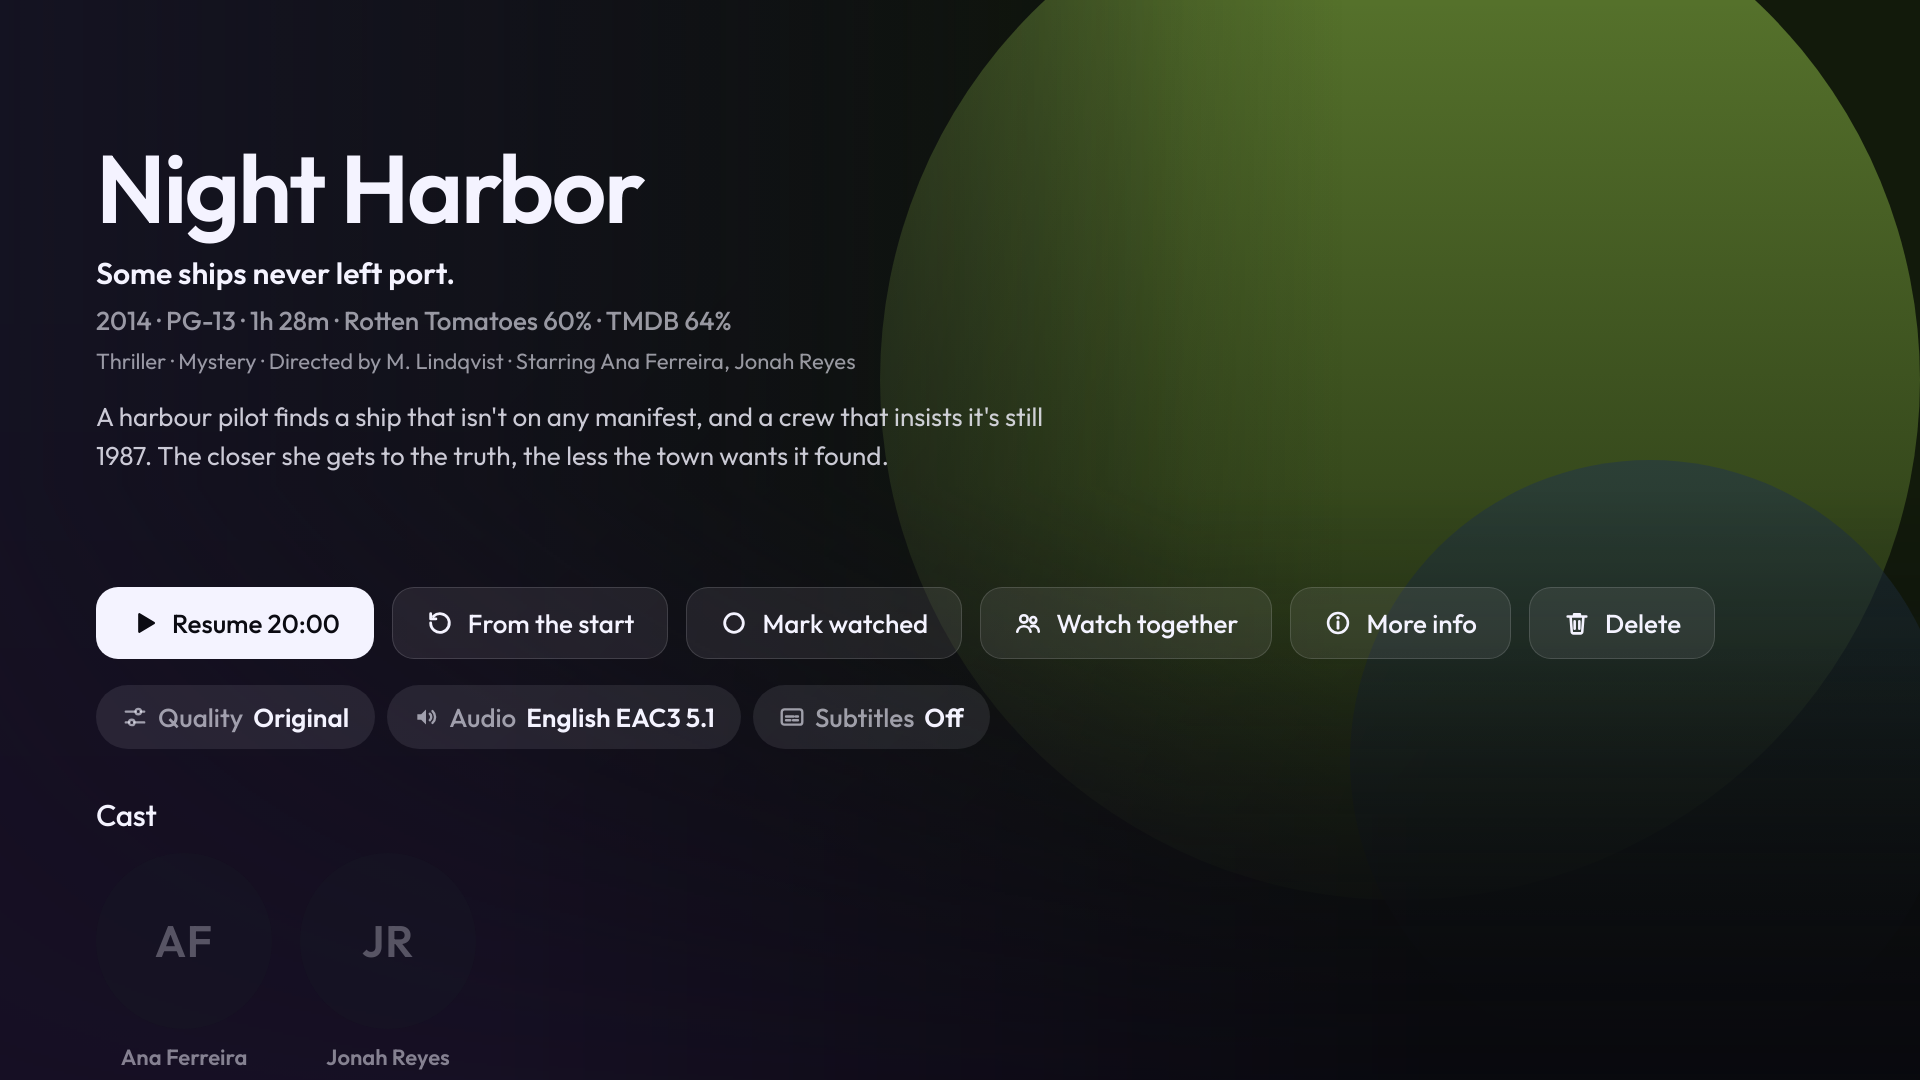 Night Harbor
Some ships never left port.
2014 · PG-13 · 1h 28m · Rotten Tomatoes 60% · TMDB 64%
Thriller · Mystery · Directed by M. Lindqvist · Starring Ana Ferreira, Jonah Reyes
A harbour pilot finds a ship that isn't on any manifest, and a crew that insists it's still
1987. The closer she gets to the truth, the less the town wants it found.
Resume 20:00 From the start Mark watched Watch together More info Delete
Quality Original Audio English EAC3 5.1 Subtitles Off
Cast
AF JR
Ana Ferreira Jonah Reyes